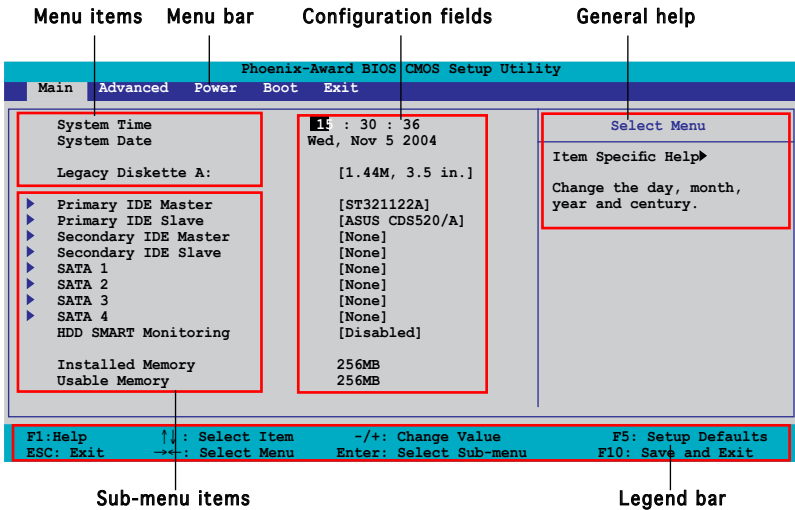 Menu items Menu bar Configuration fields General help
Phoenix-Award BIOS CMOS Setup Utility
Main Advanced Power Boot Exit
System Time 15 : 30 : 36
System Date Wed, Nov 5 2004
Legacy Diskette A: [1.44M, 3.5 in.]
Primary IDE Master [ST321122A]
Primary IDE Slave [ASUS CDS520/A]
Secondary IDE Master [None]
Secondary IDE Slave [None]
SATA 1 [None]
SATA 2 [None]
SATA 3 [None]
SATA 4 [None]
HDD SMART Monitoring [Disabled]
Installed Memory 256MB
Usable Memory 256MB
Select Menu
Item Specific Help
Change the day, month,
year and century.
F1:Help ↑↓: Select Item -/+: Change Value F5: Setup Defaults
ESC: Exit →←: Select Menu Enter: Select Sub-menu F10: Save and Exit
Sub-menu items Legend bar